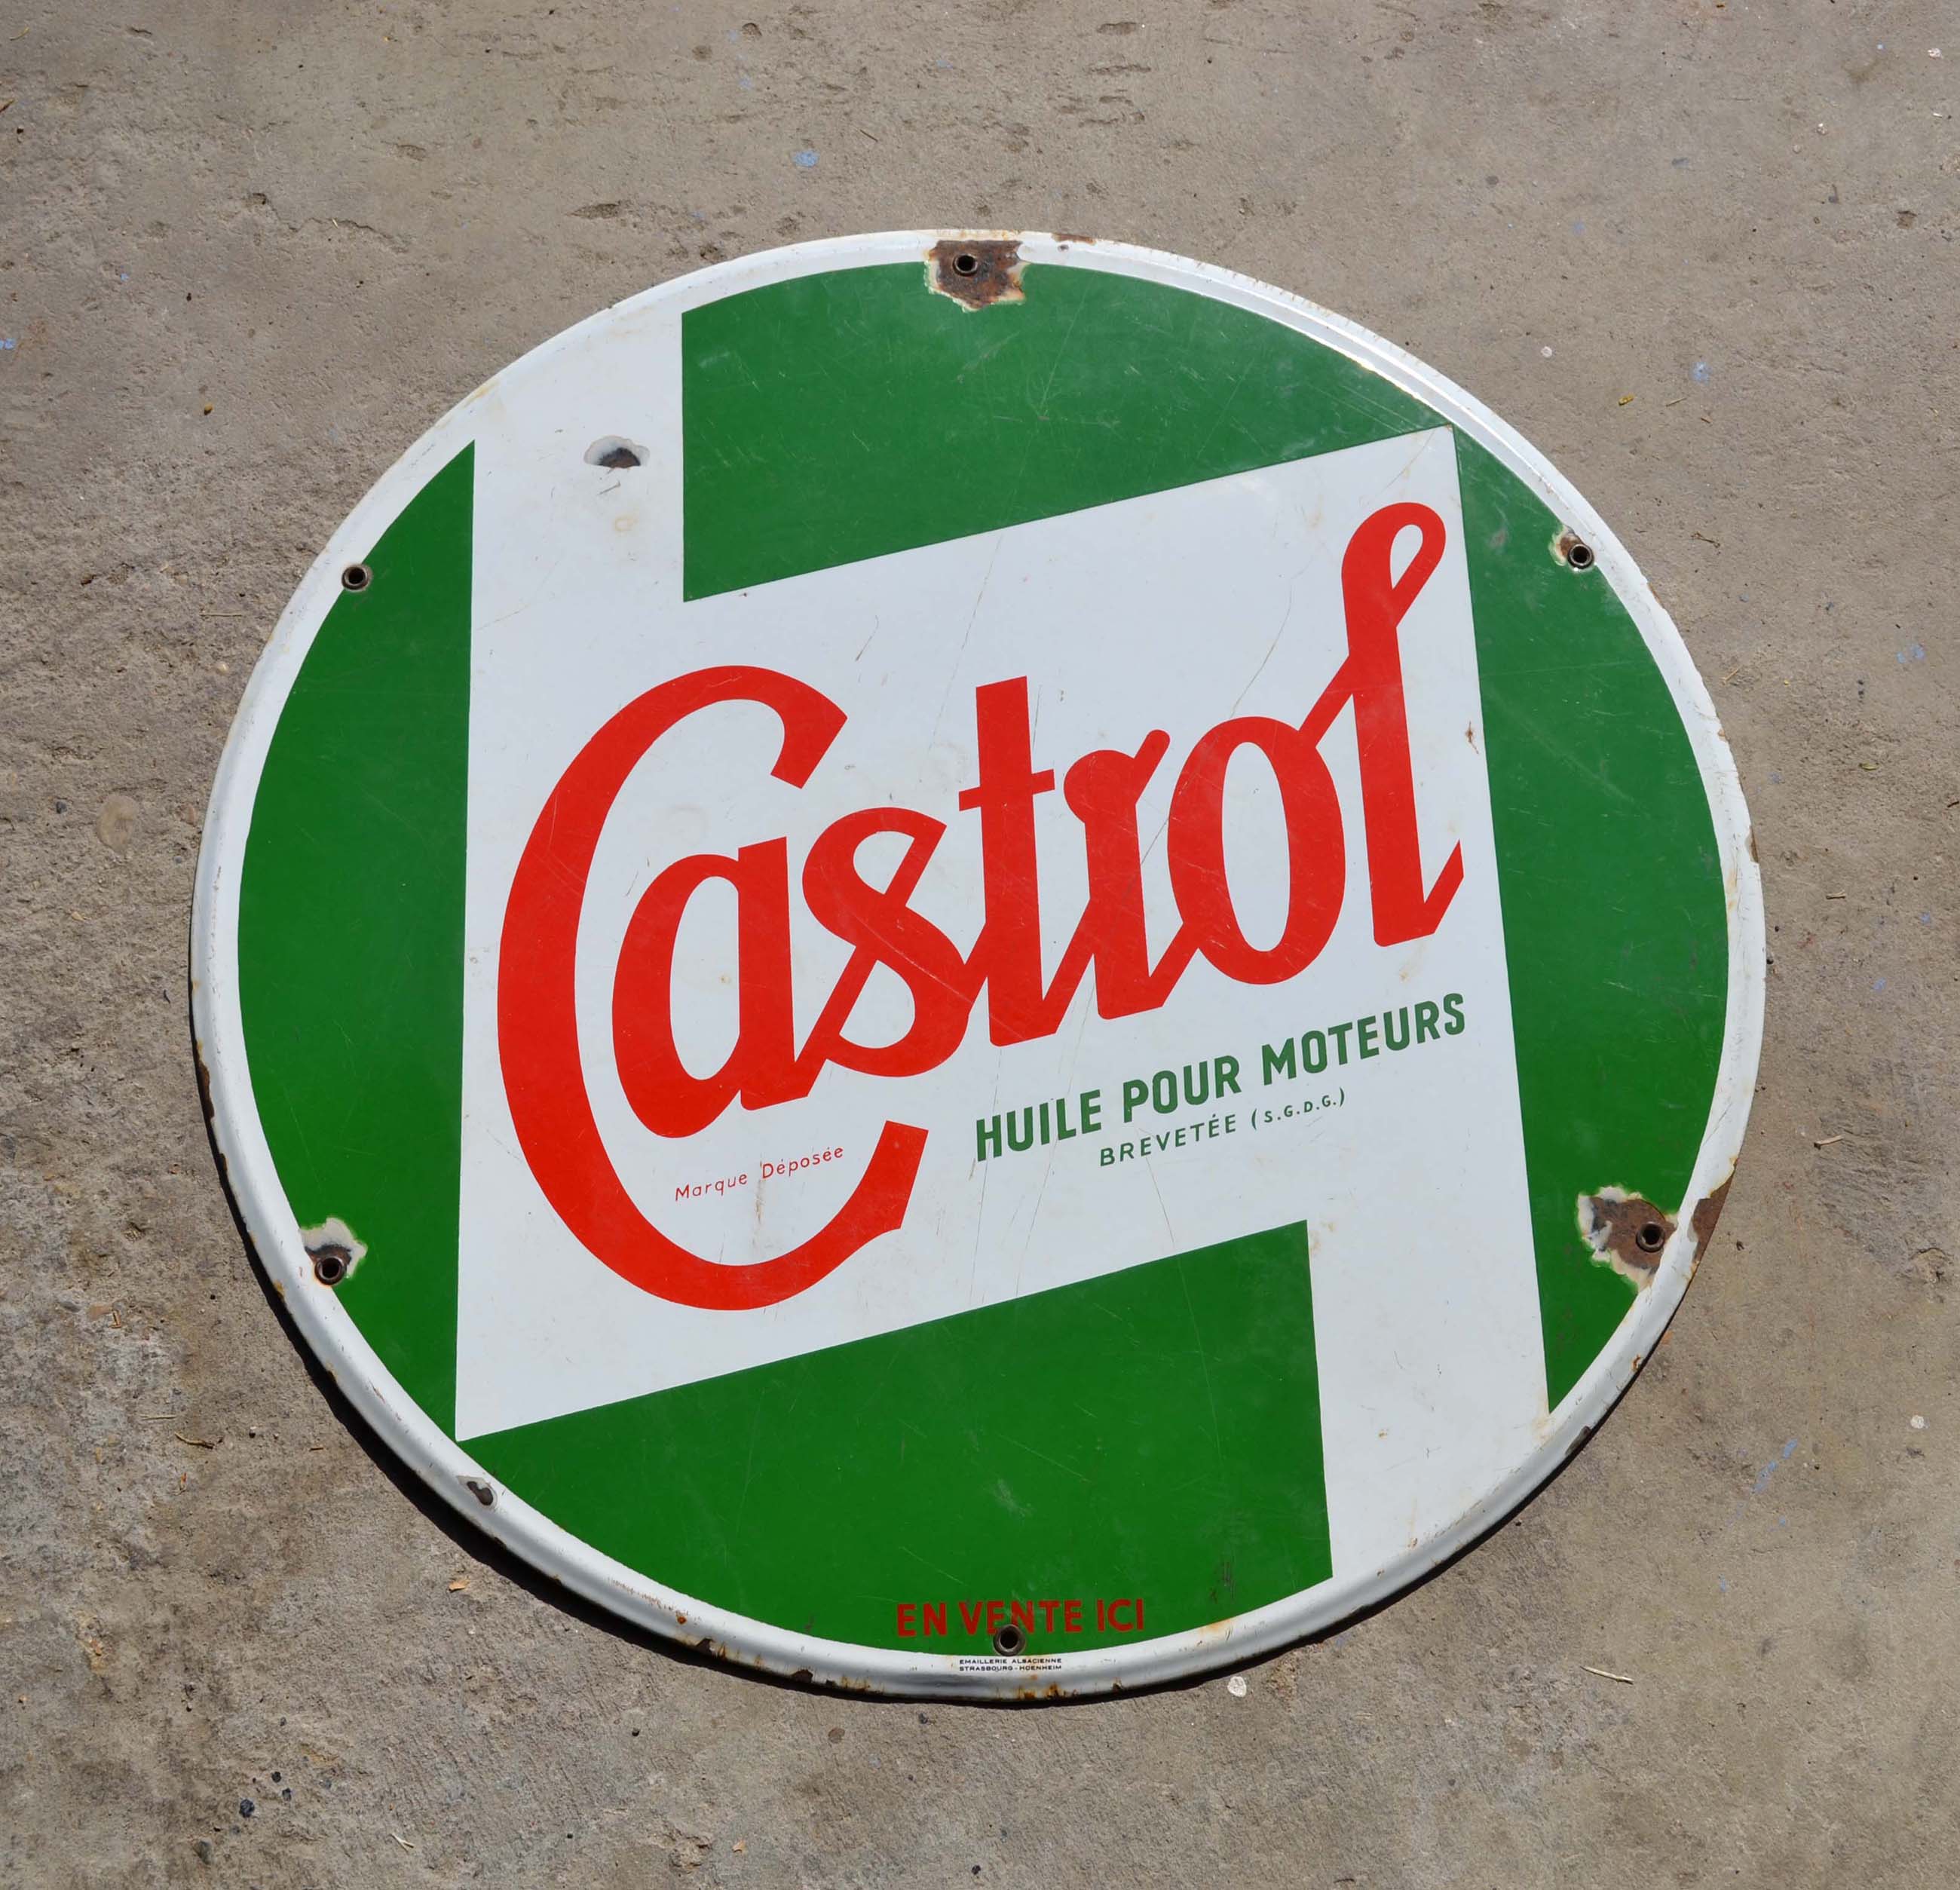 Castrol
HUILE POUR MOTEURS
BREVETÉE (S.G.D.G.)
Marque Déposée
EN VENTE ICI
EMAILLERIE ALSACIENNE
STRASBOURG - HOENHEIM